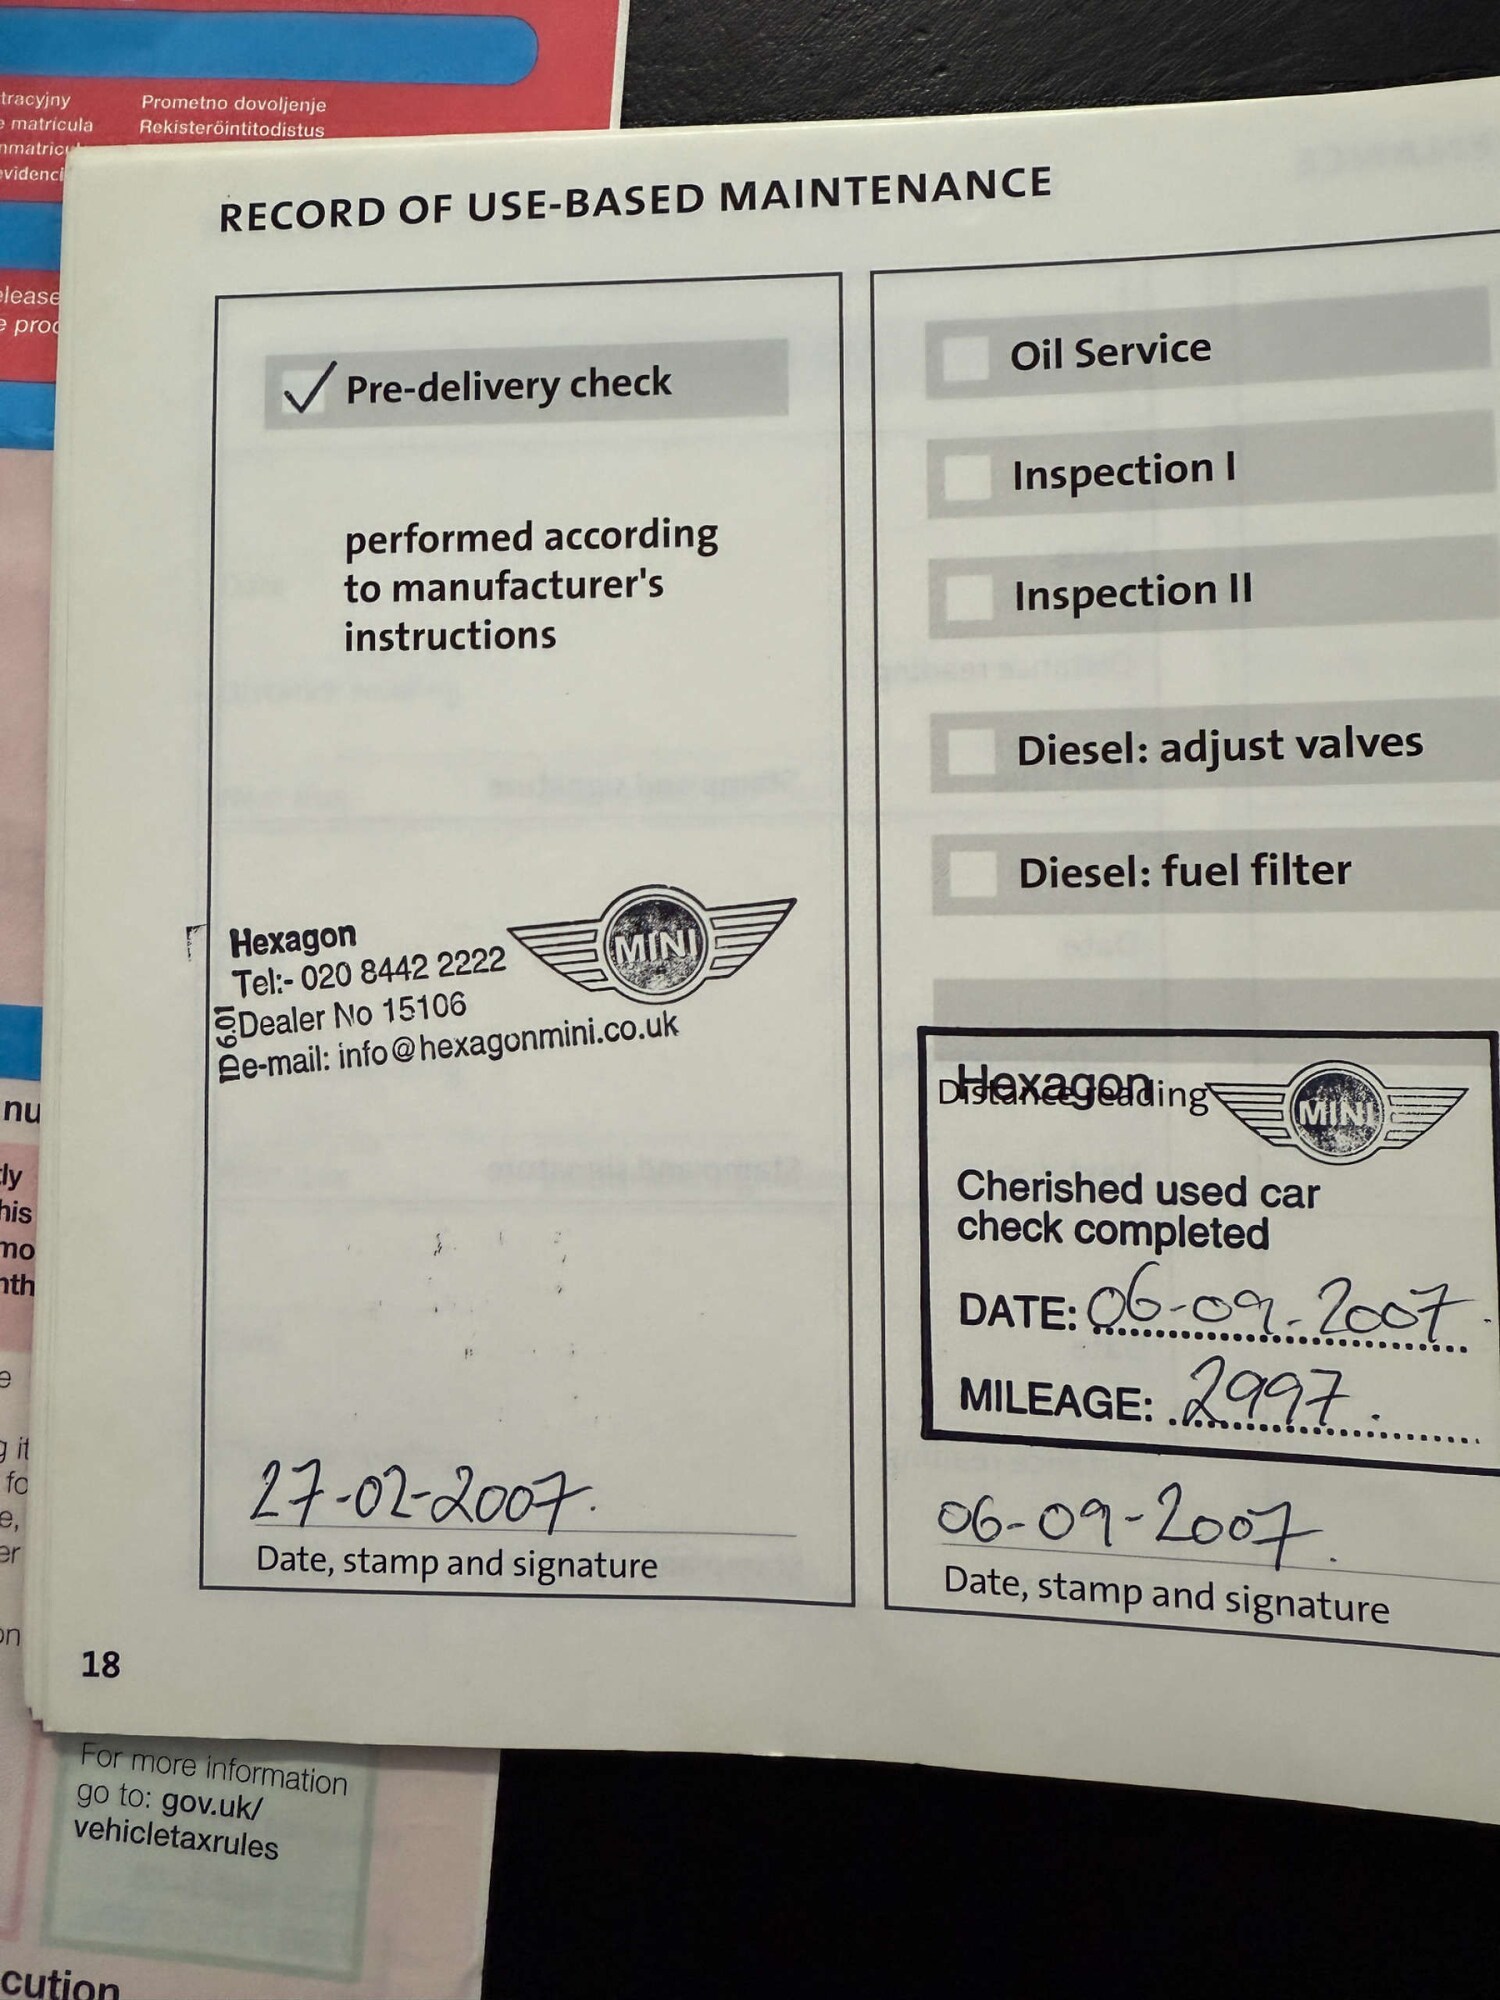 tracyjny
Prometno dovoljenje
e matrícula
Rekisteröintitodistus
RECORD OF USE-BASED MAINTENANCE
Pre-delivery check
performed according
to manufacturer's
instructions
Hexagon
Tel:- 020 8442 2222
Dealer No 15106
e-mail: info@hexagonmini.co.uk
MINI
27-02-2007.
Date, stamp and signature
Oil Service
Inspection I
Inspection II
Diesel: adjust valves
Diesel: fuel filter
Distance reading
Hexagon
MINI
Cherished used car
check completed
DATE: 06-09-2007.
MILEAGE: 2997.
06-09-2007.
Date, stamp and signature
18
For more information
go to: gov.uk/
vehicletaxrules
cution